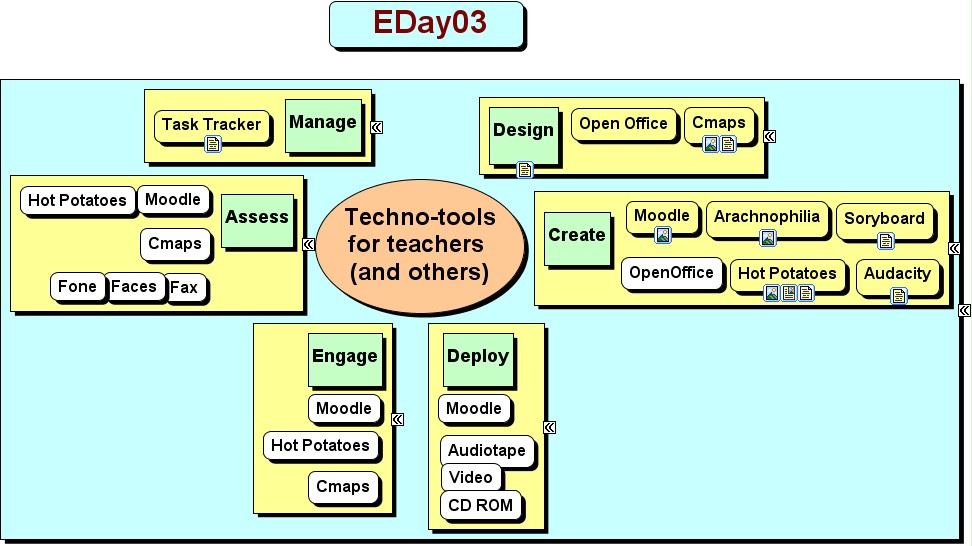 EDay03
Manage
Task Tracker
Design
Open Office
Cmaps
Assess
Hot Potatoes
Moodle
Cmaps
Fone
Faces
Fax
Techno-tools
for teachers
(and others)
Create
Moodle
Arachnophilia
Soryboard
OpenOffice
Hot Potatoes
Audacity
Engage
Moodle
Hot Potatoes
Cmaps
Deploy
Moodle
Audiotape
Video
CD ROM